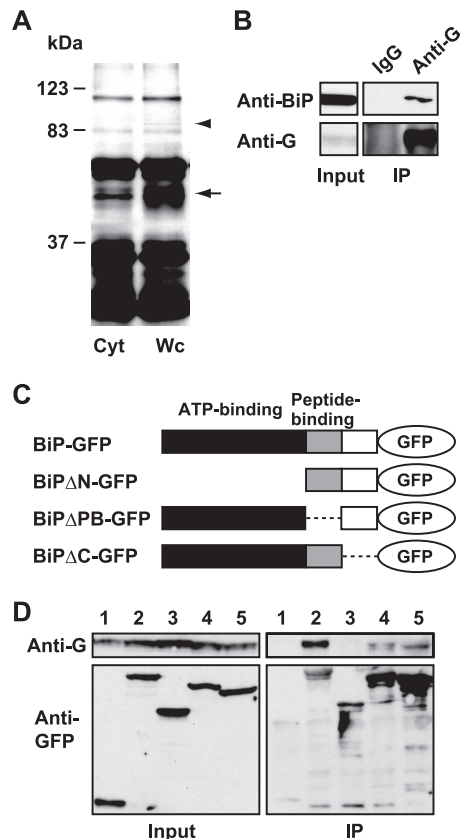 A
kDa
123
83
37
Cyt Wc
B
IgG
Anti-G
Anti-BiP
Anti-G
Input IP
C
ATP-binding
Peptide-
binding
BiP-GFP
GFP
BiPΔN-GFP
GFP
BiPΔPB-GFP
GFP
BiPΔC-GFP
GFP
D
1 2 3 4 5 1 2 3 4 5
Anti-G
Anti-
GFP
Input IP